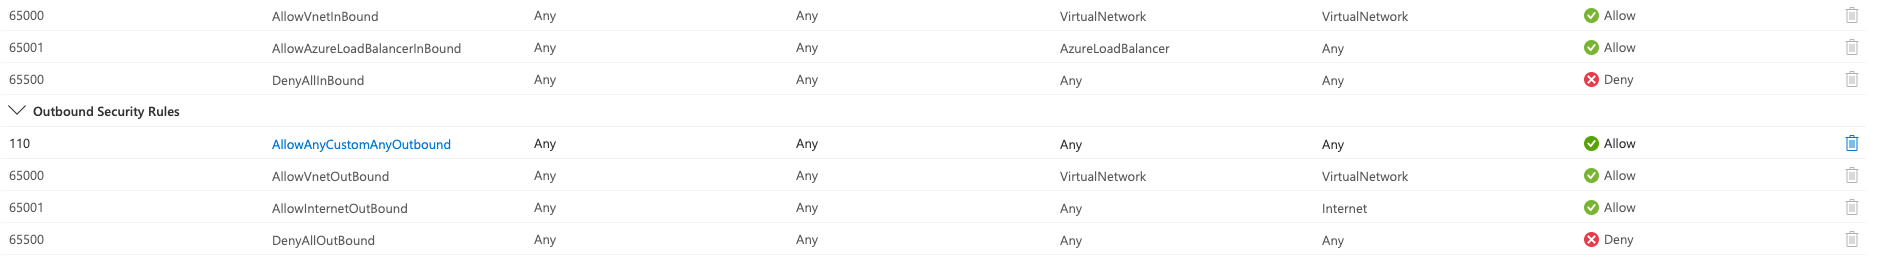 65000 AllowVnetInBound Any Any VirtualNetwork VirtualNetwork Allow
65001 AllowAzureLoadBalancerInBound Any Any AzureLoadBalancer Any Allow
65500 DenyAllInBound Any Any Any Any Deny
Outbound Security Rules
110 AllowAnyCustomAnyOutbound Any Any Any Any Allow
65000 AllowVnetOutBound Any Any VirtualNetwork VirtualNetwork Allow
65001 AllowInternetOutBound Any Any Any Internet Allow
65500 DenyAllOutBound Any Any Any Any Deny